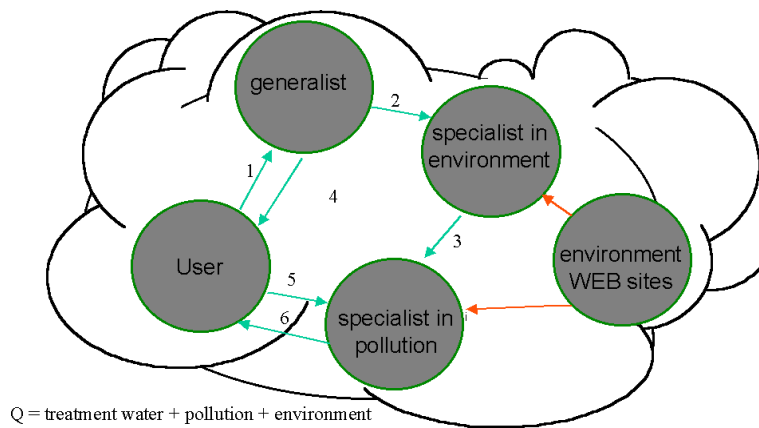 generalist
2
specialist in
environment
1
4
3
environment
WEB sites
User
5
6
specialist in
pollution
Q = treatment water + pollution + environment